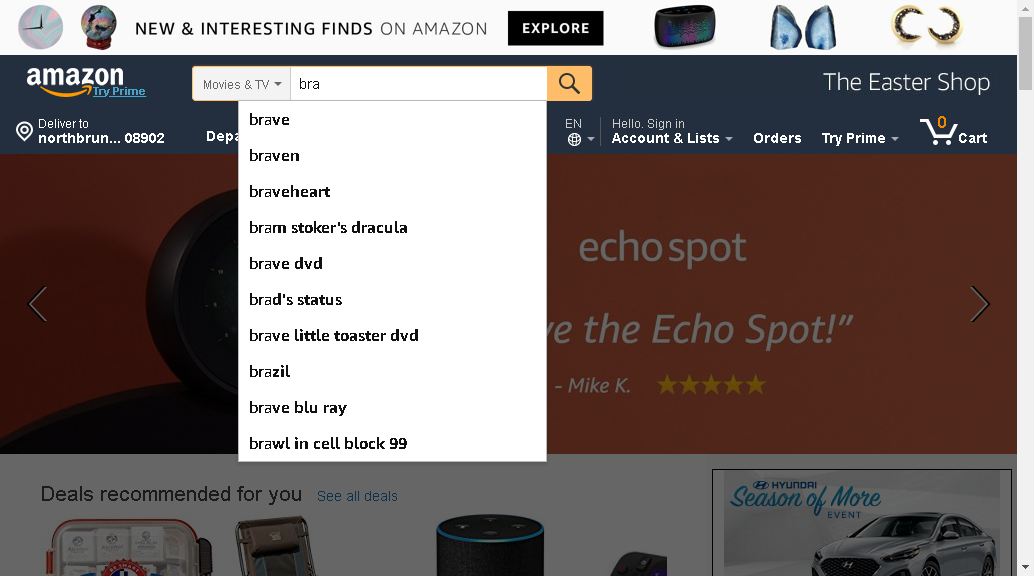 NEW & INTERESTING FINDS ON AMAZON
EXPLORE
amazon
Try Prime
Movies & TV
bra
The Easter Shop
Deliver to
northbrun... 08902
Depa
EN
Hello. Sign in
Account & Lists
Orders
Try Prime
0
Cart
brave
braven
braveheart
bram stoker's dracula
brave dvd
brad's status
brave little toaster dvd
brazil
brave blu ray
brawl in cell block 99
echo spot
ve the Echo Spot!”
- Mike K.
Deals recommended for you
See all deals
HYUNDAI
Season of More
EVENT